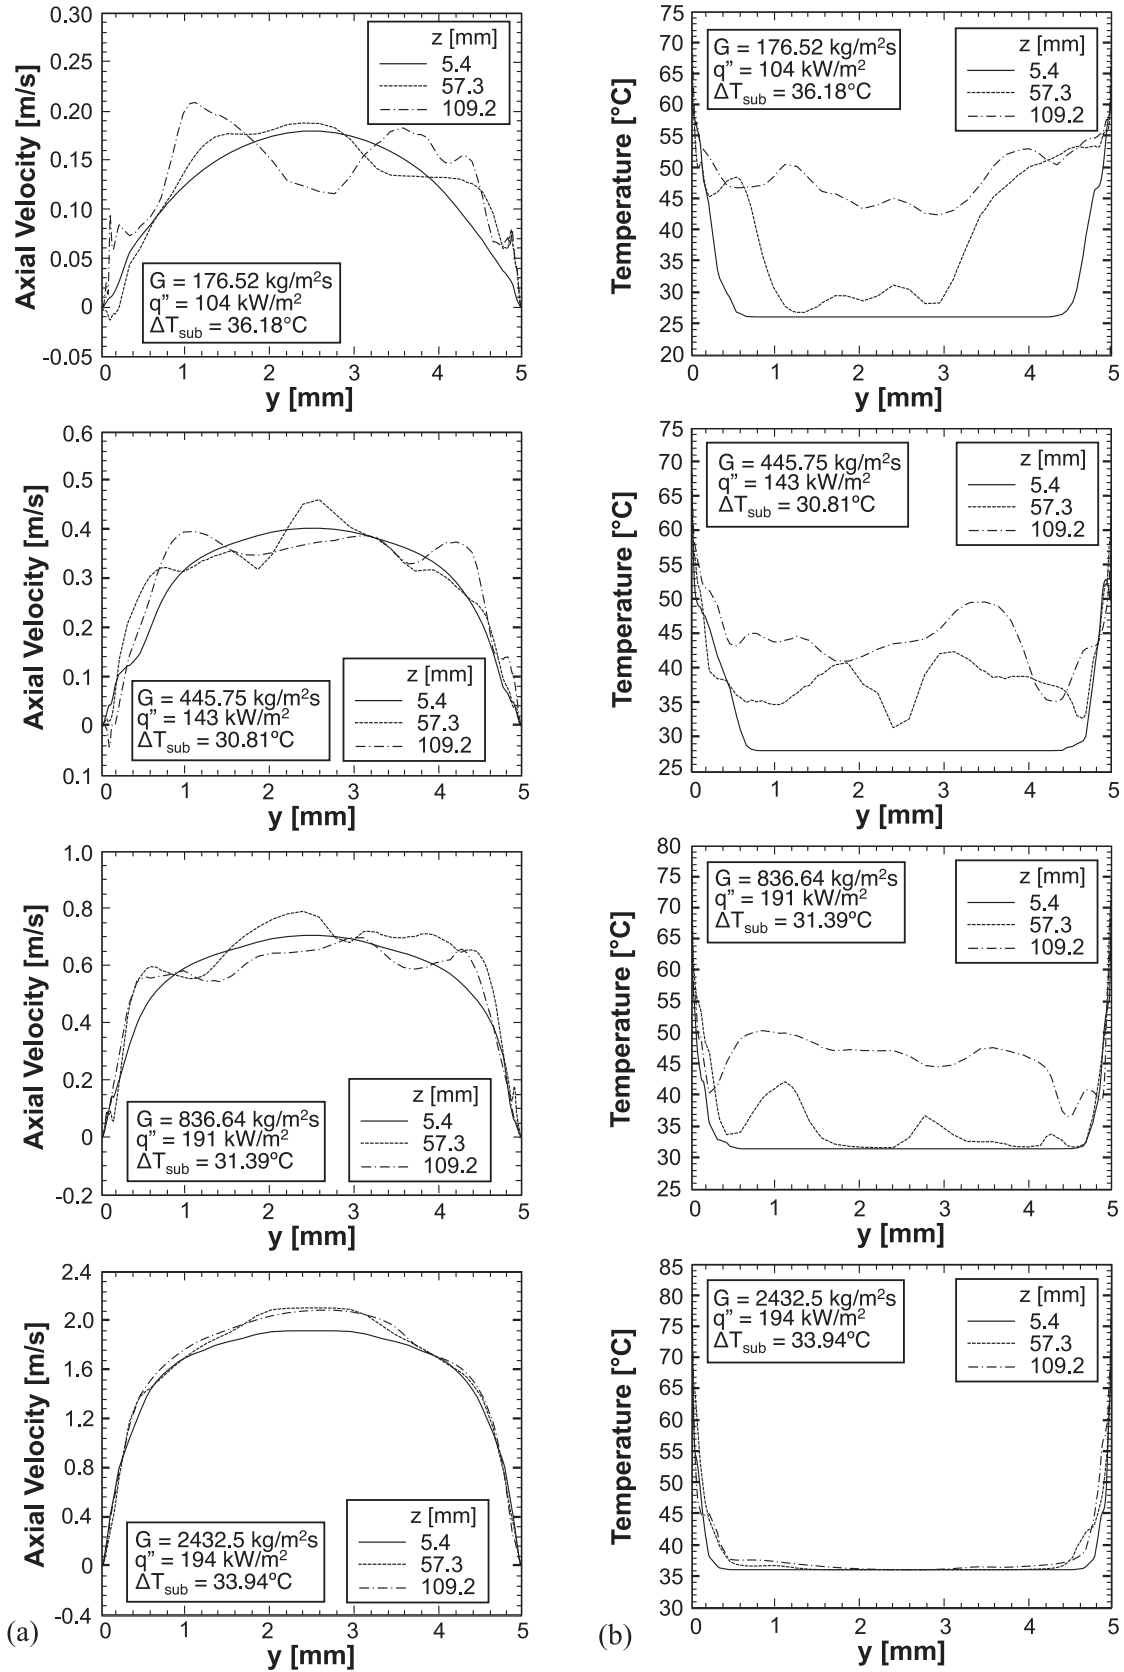 0.30
0.25
0.20
0.15
0.10
0.05
0
-0.05
Axial Velocity [m/s]
z [mm]
5.4
57.3
109.2
G = 176.52 kg/m²s
q” = 104 kW/m²
ΔTsub = 36.18°C
0 1 2 3 4 5
y [mm]
75
70
65
60
55
50
45
40
35
30
25
20
Temperature [°C]
G = 176.52 kg/m²s
q” = 104 kW/m²
ΔTsub = 36.18°C
z [mm]
5.4
57.3
109.2
0 1 2 3 4 5
y [mm]
0.6
0.5
0.4
0.3
0.2
0.1
0
0.1
Axial Velocity [m/s]
G = 445.75 kg/m²s
q” = 143 kW/m²
ΔTsub = 30.81°C
z [mm]
5.4
57.3
109.2
0 1 2 3 4 5
y [mm]
75
70
65
60
55
50
45
40
35
30
25
Temperature [°C]
G = 445.75 kg/m²s
q” = 143 kW/m²
ΔTsub = 30.81°C
z [mm]
5.4
57.3
109.2
0 1 2 3 4 5
y [mm]
1.0
0.8
0.6
0.4
0.2
0
-0.2
Axial Velocity [m/s]
G = 836.64 kg/m²s
q” = 191 kW/m²
ΔTsub = 31.39°C
z [mm]
5.4
57.3
109.2
0 1 2 3 4 5
y [mm]
80
75
70
65
60
55
50
45
40
35
30
25
Temperature [°C]
G = 836.64 kg/m²s
q” = 191 kW/m²
ΔTsub = 31.39°C
z [mm]
5.4
57.3
109.2
0 1 2 3 4 5
y [mm]
2.4
2.0
1.6
1.2
0.8
0.4
0
-0.4
Axial Velocity [m/s]
G = 2432.5 kg/m²s
q” = 194 kW/m²
ΔTsub = 33.94°C
z [mm]
5.4
57.3
109.2
0 1 2 3 4 5
y [mm]
(a)
85
80
75
70
65
60
55
50
45
40
35
30
Temperature [°C]
G = 2432.5 kg/m²s
q” = 194 kW/m²
ΔTsub = 33.94°C
z [mm]
5.4
57.3
109.2
0 1 2 3 4 5
y [mm]
(b)